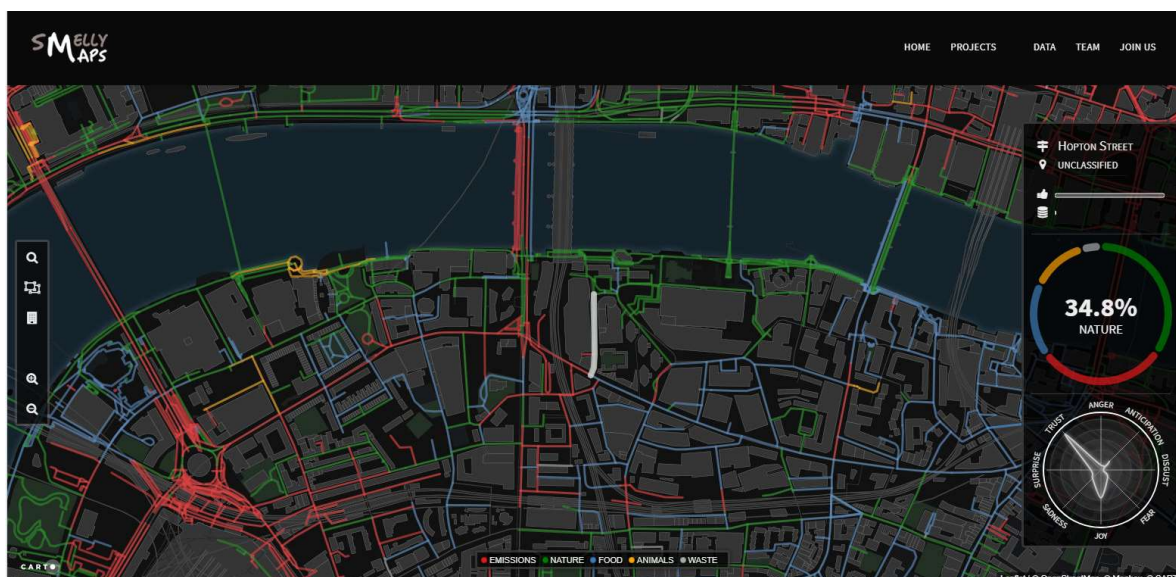 SMELLY MAPS
HOME PROJECTS DATA TEAM JOIN US
HOPTON STREET
UNCLASSIFIED
34.8%
NATURE
ANGER
ANTICIPATION
DISGUST
FEAR
JOY
SADNESS
SURPRISE
TRUST
EMISSIONS NATURE FOOD ANIMALS WASTE
CARTO